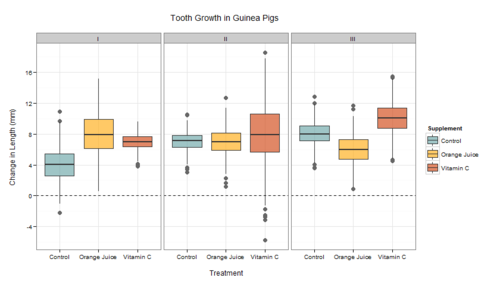 Tooth Growth in Guinea Pigs
I II III
16
12
8
4
0
-4
Change in Length (mm)
Control Orange Juice Vitamin C Control Orange Juice Vitamin C Control Orange Juice Vitamin C
Treatment
Supplement
Control
Orange Juice
Vitamin C